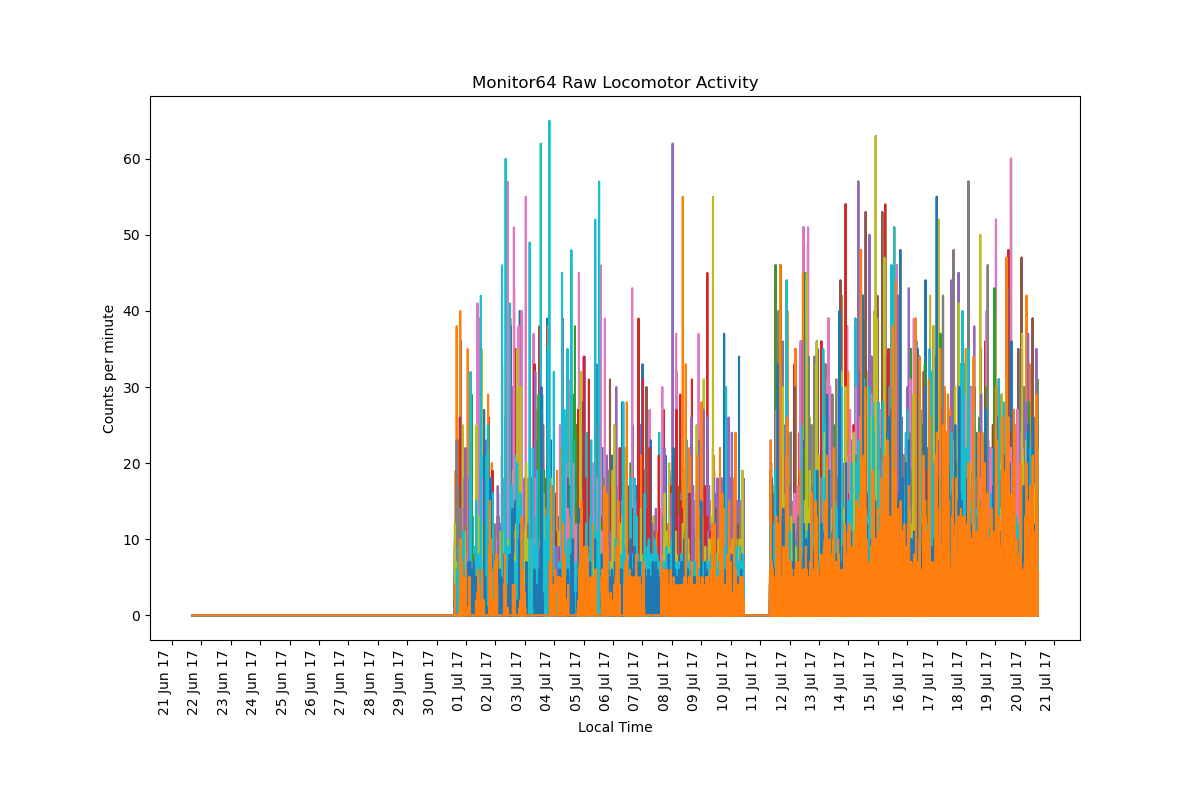 Monitor64 Raw Locomotor Activity
Counts per minute
60
50
40
30
20
10
0
21 Jun 17
22 Jun 17
23 Jun 17
24 Jun 17
25 Jun 17
26 Jun 17
27 Jun 17
28 Jun 17
29 Jun 17
30 Jun 17
01 Jul 17
02 Jul 17
03 Jul 17
04 Jul 17
05 Jul 17
06 Jul 17
07 Jul 17
08 Jul 17
09 Jul 17
10 Jul 17
11 Jul 17
12 Jul 17
13 Jul 17
14 Jul 17
15 Jul 17
16 Jul 17
17 Jul 17
18 Jul 17
19 Jul 17
20 Jul 17
21 Jul 17
Local Time